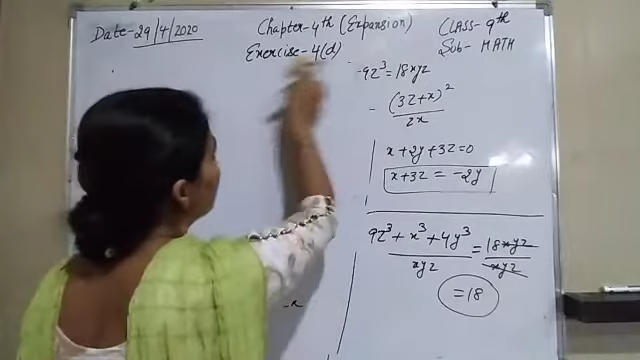 Date-29/4/2020
Chapter-4th (Expansion)
CLASS-9th
Exercise-4(d)
Sub- MATH
-9z³ = 18xyz
- (3z+x)²
2x
x + 2y + 3z = 0
x + 3z = -2y
9z³ + x³ + 4y³ = 18xyz
xyz xyz
= 18
-x